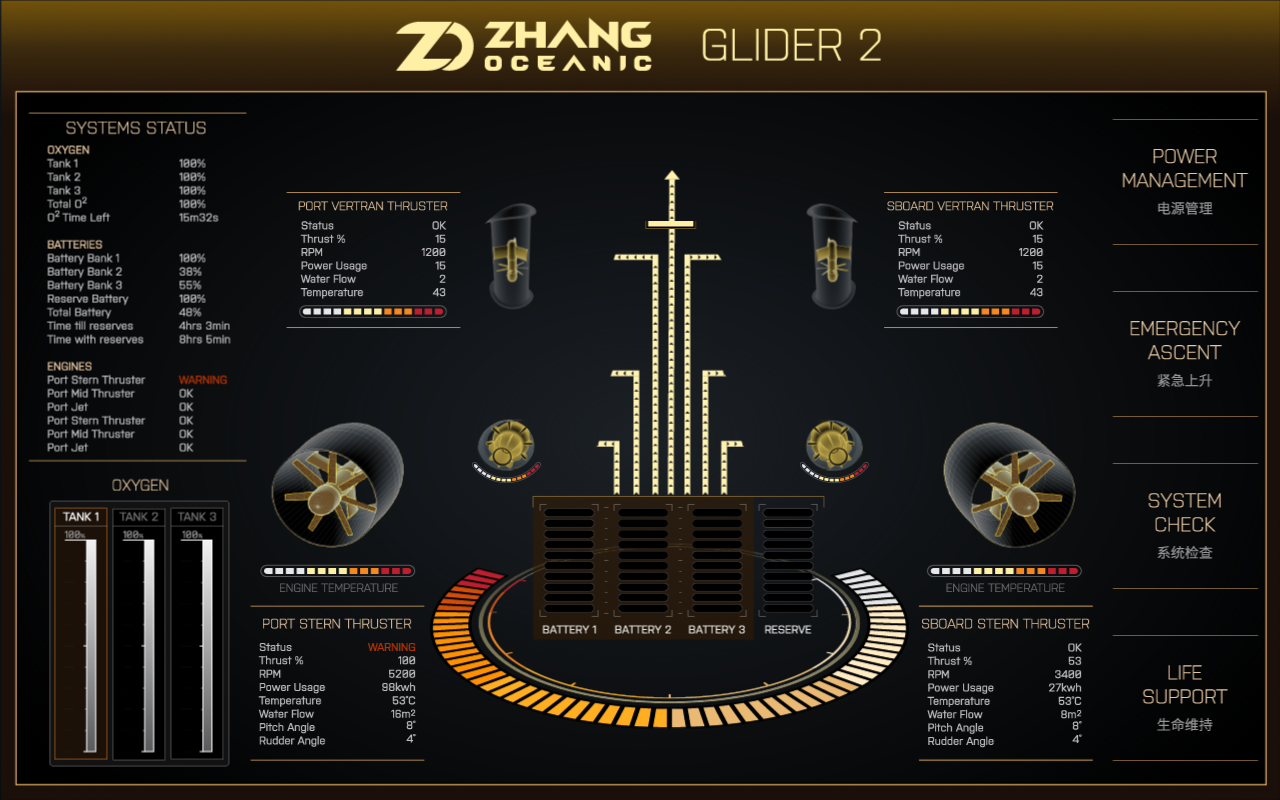 ZHANG
OCEANIC
GLIDER 2
SYSTEMS STATUS
OXYGEN
Tank 1 100%
Tank 2 100%
Tank 3 100%
Total O² 100%
O² Time Left 15m32s
BATTERIES
Battery Bank 1 100%
Battery Bank 2 38%
Battery Bank 3 55%
Reserve Battery 100%
Total Battery 48%
Time till reserves 4hrs 3min
Time with reserves 8hrs 5min
ENGINES
Port Stern Thruster WARNING
Port Mid Thruster OK
Port Jet OK
Port Stern Thruster OK
Port Mid Thruster OK
Port Jet OK
OXYGEN
TANK 1 TANK 2 TANK 3
100% 100% 100%
PORT VERTRAN THRUSTER
Status OK
Thrust % 15
RPM 1200
Power Usage 15
Water Flow 2
Temperature 43
SBOARD VERTRAN THRUSTER
Status OK
Thrust % 15
RPM 1200
Power Usage 15
Water Flow 2
Temperature 43
ENGINE TEMPERATURE
PORT STERN THRUSTER
Status WARNING
Thrust % 100
RPM 5200
Power Usage 98kwh
Temperature 53°C
Water Flow 16m²
Pitch Angle 8°
Rudder Angle 4°
BATTERY 1 BATTERY 2 BATTERY 3 RESERVE
ENGINE TEMPERATURE
SBOARD STERN THRUSTER
Status OK
Thrust % 53
RPM 3400
Power Usage 27kwh
Temperature 53°C
Water Flow 8m²
Pitch Angle 8°
Rudder Angle 4°
POWER
MANAGEMENT
电源管理
EMERGENCY
ASCENT
紧急上升
SYSTEM
CHECK
系统检查
LIFE
SUPPORT
生命维持